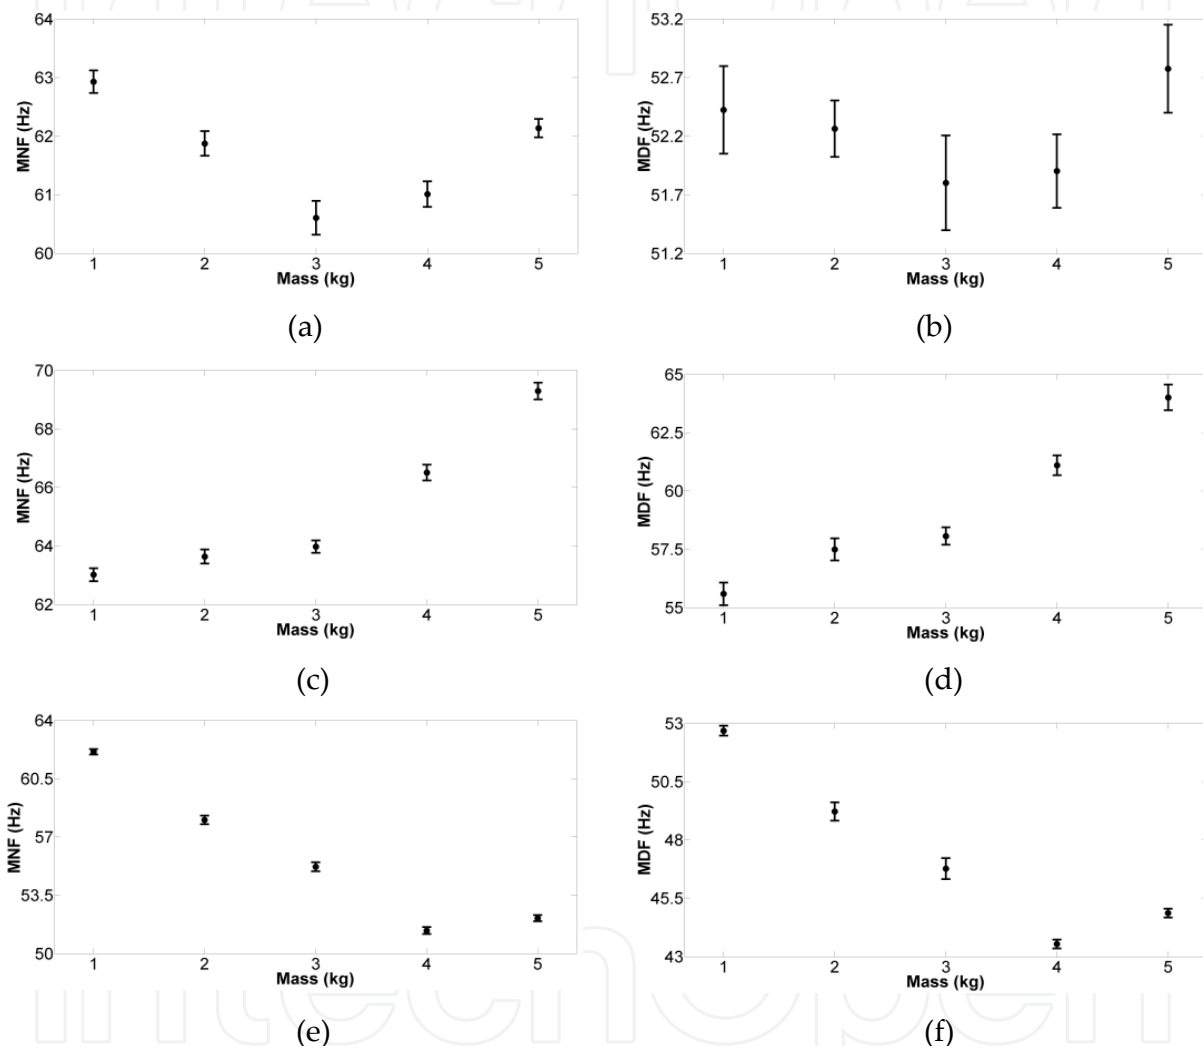 64
63
62
61
60
MNF (Hz)
1 2 3 4 5
Mass (kg)
(a)
53.2
52.7
52.2
51.7
51.2
MDF (Hz)
1 2 3 4 5
Mass (kg)
(b)
70
68
66
64
62
MNF (Hz)
1 2 3 4 5
Mass (kg)
(c)
65
62.5
60
57.5
55
MDF (Hz)
1 2 3 4 5
Mass (kg)
(d)
64
60.5
57
53.5
50
MNF (Hz)
1 2 3 4 5
Mass (kg)
(e)
53
50.5
48
45.5
43
MDF (Hz)
1 2 3 4 5
Mass (kg)
(f)
intechopen